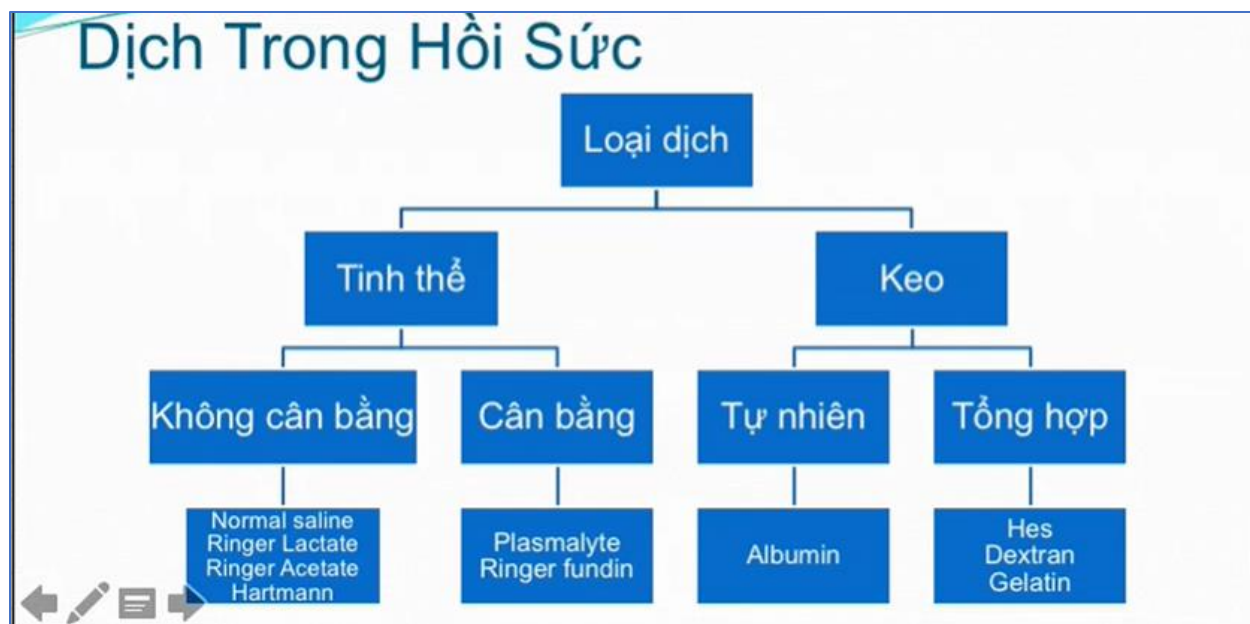 Dịch Trong Hồi Sức
Loại dịch
Tinh thể
Keo
Không cân bằng
Cân bằng
Tự nhiên
Tổng hợp
Normal saline
Ringer Lactate
Ringer Acetate
Hartmann
Plasmalyte
Ringer fundin
Albumin
Hes
Dextran
Gelatin